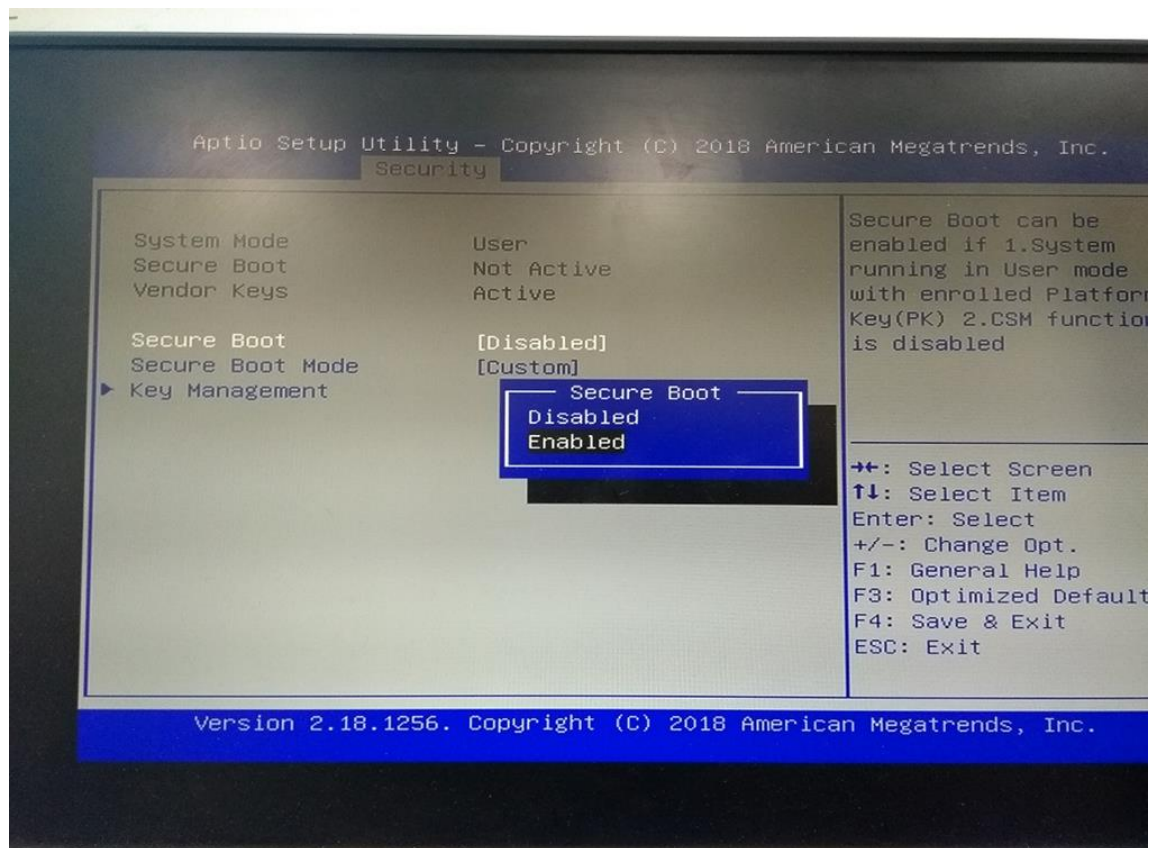 Aptio Setup Utility – Copyright (C) 2018 American Megatrends, Inc.
Security
System Mode User
Secure Boot Not Active
Vendor Keys Active
Secure Boot [Disabled]
Secure Boot Mode [Custom]
► Key Management
Secure Boot
Disabled
Enabled
Secure Boot can be
enabled if 1.System
running in User mode
with enrolled Platform
Key(PK) 2.CSM function
is disabled
→←: Select Screen
↑↓: Select Item
Enter: Select
+/-: Change Opt.
F1: General Help
F3: Optimized Default
F4: Save & Exit
ESC: Exit
Version 2.18.1256. Copyright (C) 2018 American Megatrends, Inc.